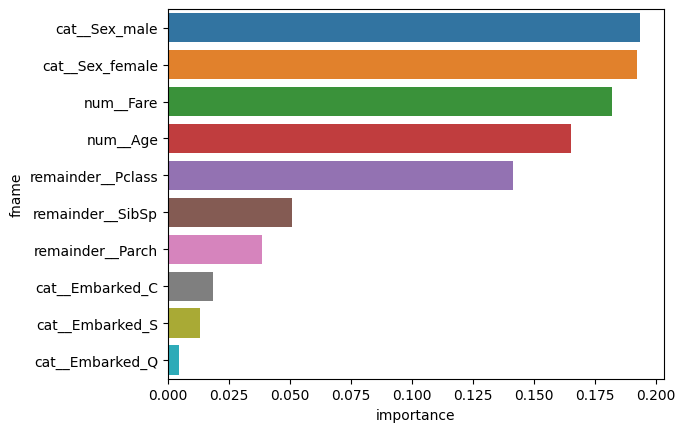 cat__Sex_male
cat__Sex_female
num__Fare
num__Age
remainder__Pclass
remainder__SibSp
remainder__Parch
cat__Embarked_C
cat__Embarked_S
cat__Embarked_Q
fname
0.000 0.025 0.050 0.075 0.100 0.125 0.150 0.175 0.200
importance